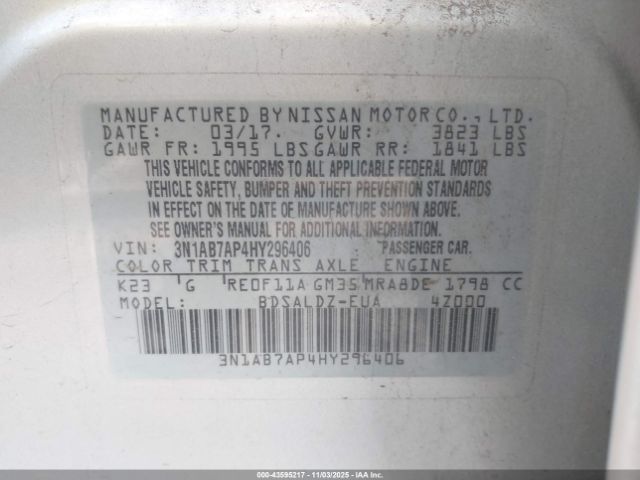 MANUFACTURED BY NISSAN MOTOR CO., LTD.
DATE: 03/17. GVWR: 3823 LBS
GAWR FR: 1995 LBS GAWR RR: 1841 LBS
THIS VEHICLE CONFORMS TO ALL APPLICABLE FEDERAL MOTOR
VEHICLE SAFETY, BUMPER AND THEFT PREVENTION STANDARDS
IN EFFECT ON THE DATE OF MANUFACTURE SHOWN ABOVE.
SEE OWNER'S MANUAL FOR ADDITIONAL INFORMATION.
VIN: 3N1AB7AP4HY296406 PASSENGER CAR.
COLOR TRIM TRANS AXLE ENGINE
K23 G RE0F11A GM35 MRA8DE 1798 CC
MODEL: BDSALDZ-EUA 4Z000
3N1AB7AP4HY296406
000-43595217 - 11/03/2025 - IAAI.COM